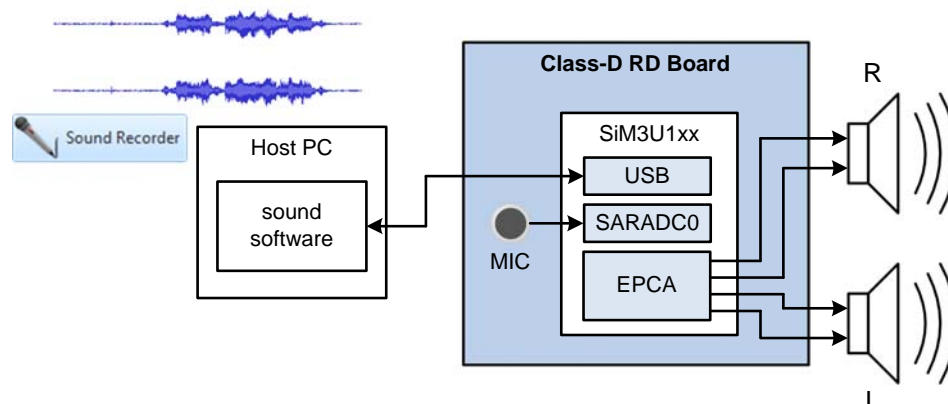 Sound Recorder
Host PC
sound
software
Class-D RD Board
SiM3U1xx
USB
SARADC0
EPCA
MIC
R